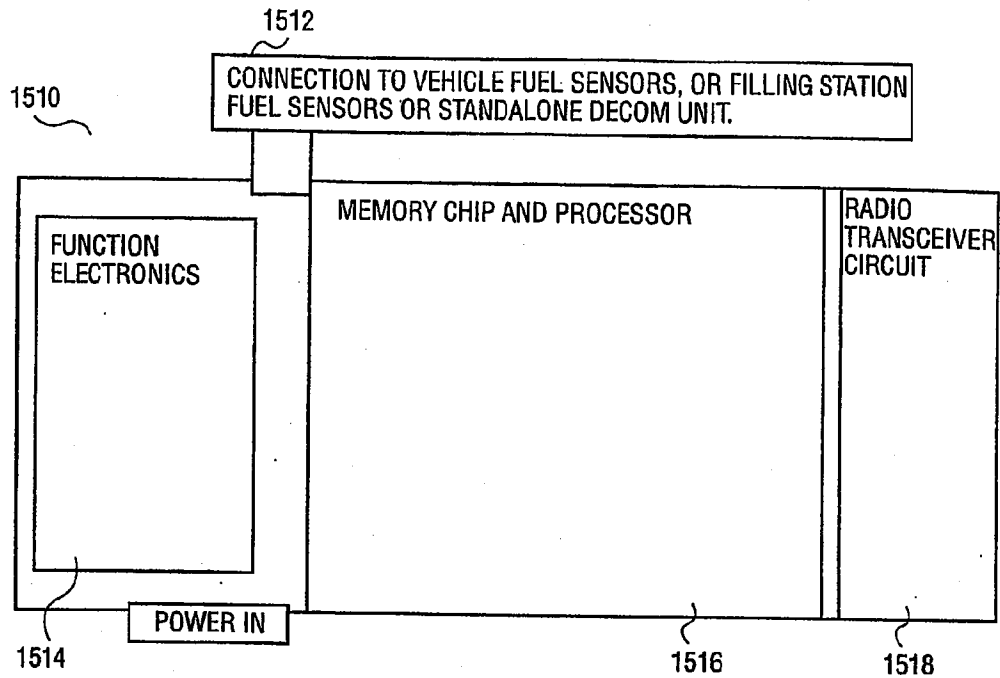 1512
CONNECTION TO VEHICLE FUEL SENSORS, OR FILLING STATION
FUEL SENSORS OR STANDALONE DECOM UNIT.
1510
MEMORY CHIP AND PROCESSOR
RADIO
TRANSCEIVER
CIRCUIT
FUNCTION
ELECTRONICS
POWER IN
1514
1516
1518